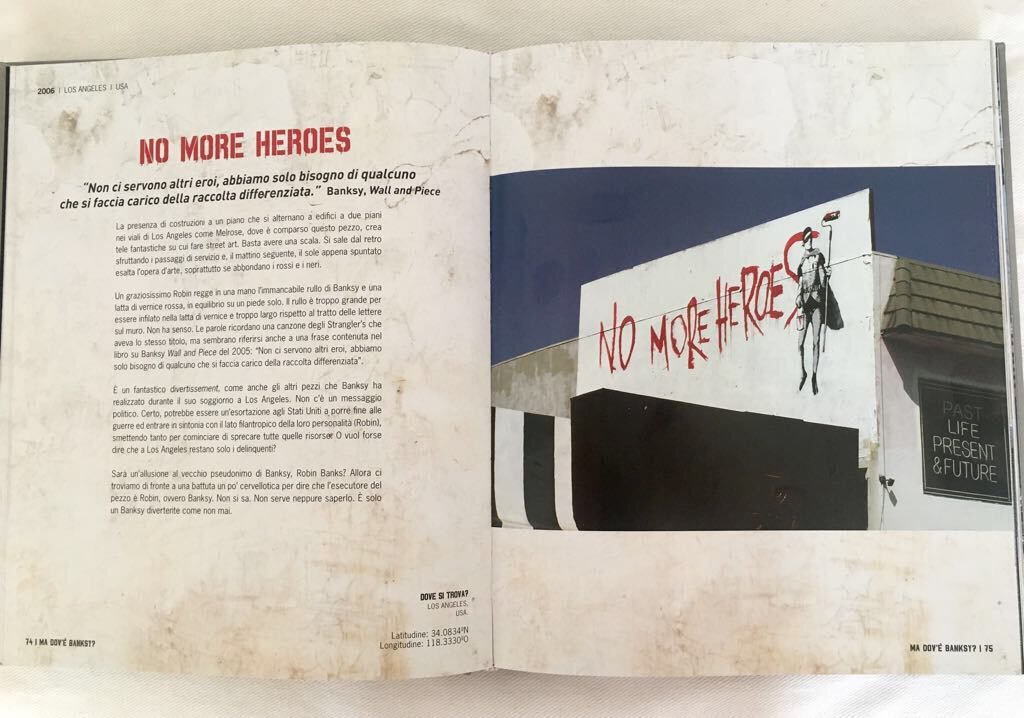 2006 | LOS ANGELES | USA
NO MORE HEROES
"Non ci servono altri eroi, abbiamo solo bisogno di qualcuno
che si faccia carico della raccolta differenziata." Banksy, Wall and Piece
La presenza di costruzioni a un piano che si alternano a edifici a due piani
nei viali di Los Angeles come Melrose, dove è comparso questo pezzo, crea
tele fantastiche su cui fare street art. Basta avere una scala. Si sale dal retro
sfruttando i passaggi di servizio e, il mattino seguente, il sole appena spuntato
esalta l'opera d'arte, soprattutto se abbondano i rossi e i neri.
Un graziosissimo Robin regge in una mano l'immancabile rullo di Banksy e una
latta di vernice rossa, in equilibrio su un piede solo. Il rullo è troppo grande per
essere infilato nella latta di vernice e troppo largo rispetto al tratto delle lettere
sul muro. Non ha senso. Le parole ricordano una canzone degli Strangler's che
aveva lo stesso titolo, ma sembrano riferirsi anche a una frase contenuta nel
libro su Banksy Wall and Piece del 2005: "Non ci servono altri eroi, abbiamo
solo bisogno di qualcuno che si faccia carico della raccolta differenziata".
È un fantastico divertissement, come anche gli altri pezzi che Banksy ha
realizzato durante il suo soggiorno a Los Angeles. Non c'è un messaggio
politico. Certo, potrebbe essere un'esortazione agli Stati Uniti a porre fine alle
guerre ed entrare in sintonia con il lato filantropico della loro personalità (Robin),
smettendo tanto per cominciare di sprecare tutte quelle risorse. O vuol forse
dire che a Los Angeles restano solo i delinquenti?
Sarà un'allusione al vecchio pseudonimo di Banksy, Robin Banks? Allora ci
troviamo di fronte a una battuta un po' cervellotica per dire che l'esecutore del
pezzo è Robin, ovvero Banksy. Non si sa. Non serve neppure saperlo. È solo
un Banksy divertente come non mai.
DOVE SI TROVA?
LOS ANGELES,
USA.
Latitudine: 34.0834ºN
Longitudine: 118.3330ºO
74 | MA DOV'É BANKSY?
NO MORE HEROES
PAST
LIFE
PRESENT
& FUTURE
MA DOV'É BANKSY? | 75